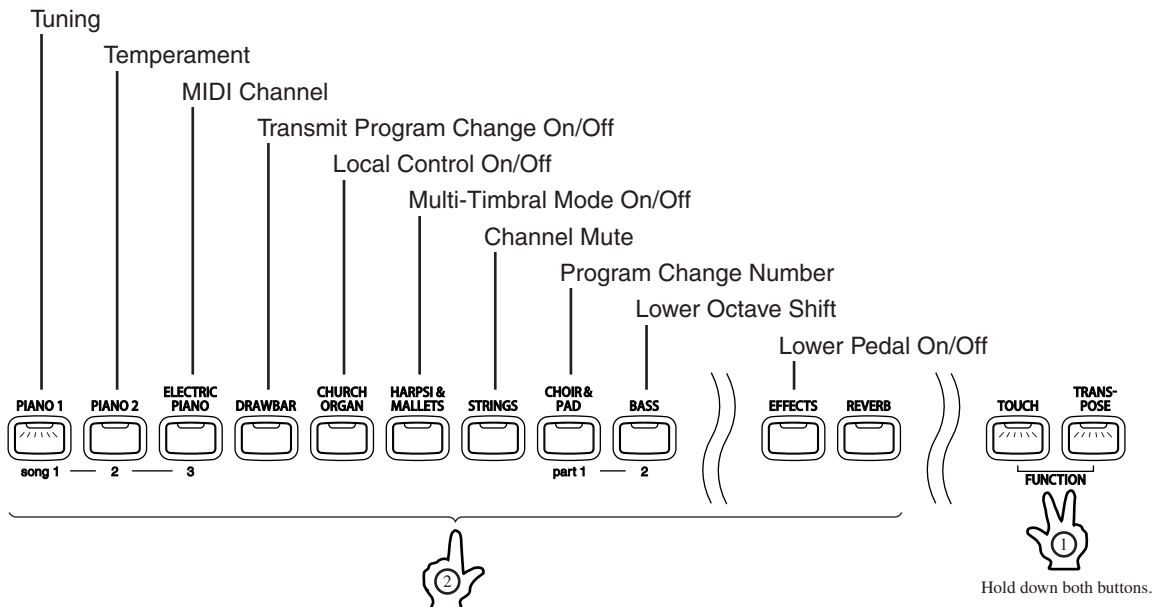 Tuning
Temperament
MIDI Channel
Transmit Program Change On/Off
Local Control On/Off
Multi-Timbral Mode On/Off
Channel Mute
Program Change Number
Lower Octave Shift
Lower Pedal On/Off
PIANO 1 PIANO 2 ELECTRIC PIANO DRAWBAR CHURCH ORGAN HARPSI & MALLETS STRINGS CHOIR & PAD BASS EFFECTS REVERB TOUCH TRANS-POSE
song 1 2 3 part 1 2
FUNCTION
1
2
Hold down both buttons.